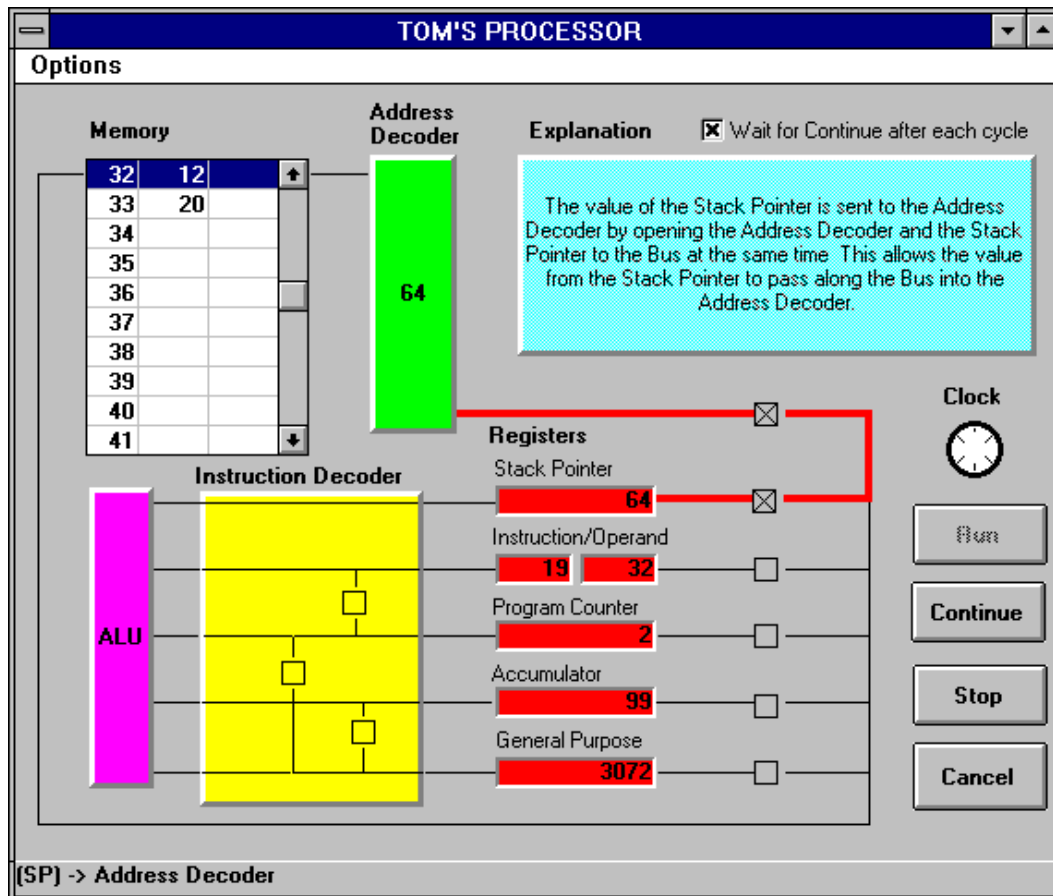 TOM'S PROCESSOR
Options
Memory
Address
Decoder
Explanation
Wait for Continue after each cycle
32 12
33 20
34
35
36
37
38
39
40
41
64
The value of the Stack Pointer is sent to the Address
Decoder by opening the Address Decoder and the Stack
Pointer to the Bus at the same time  This allows the value
from the Stack Pointer to pass along the Bus into the
Address Decoder.
Clock
Registers
Instruction Decoder
Stack Pointer
64
Instruction/Operand
19 32
Run
Program Counter
2
Continue
ALU
Accumulator
99
Stop
General Purpose
3072
Cancel
(SP) -> Address Decoder